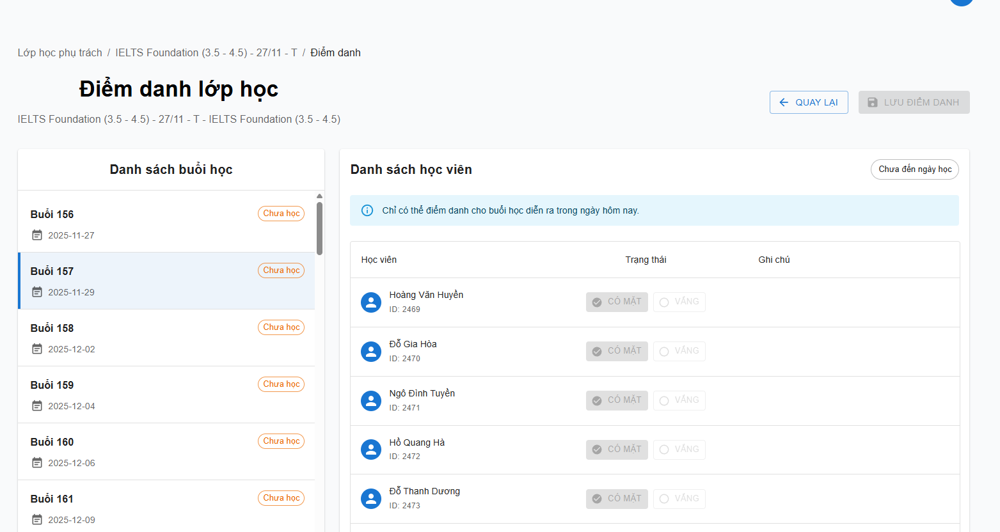 Lớp học phụ trách / IELTS Foundation (3.5 - 4.5) - 27/11 - T / Điểm danh
Điểm danh lớp học
QUAY LẠI
LƯU ĐIỂM DANH
IELTS Foundation (3.5 - 4.5) - 27/11 - T - IELTS Foundation (3.5 - 4.5)
Danh sách buổi học
Buổi 156
Chưa học
2025-11-27
Buổi 157
Chưa học
2025-11-29
Buổi 158
Chưa học
2025-12-02
Buổi 159
Chưa học
2025-12-04
Buổi 160
Chưa học
2025-12-06
Buổi 161
Chưa học
2025-12-09
Danh sách học viên
Chưa đến ngày học
Chỉ có thể điểm danh cho buổi học diễn ra trong ngày hôm nay.
Học viên Trạng thái Ghi chú
Hoàng Văn Huyền
ID: 2469
CÓ MẶT VẮNG
Đỗ Gia Hòa
ID: 2470
CÓ MẶT VẮNG
Ngô Đình Tuyền
ID: 2471
CÓ MẶT VẮNG
Hồ Quang Hà
ID: 2472
CÓ MẶT VẮNG
Đỗ Thanh Dương
ID: 2473
CÓ MẶT VẮNG